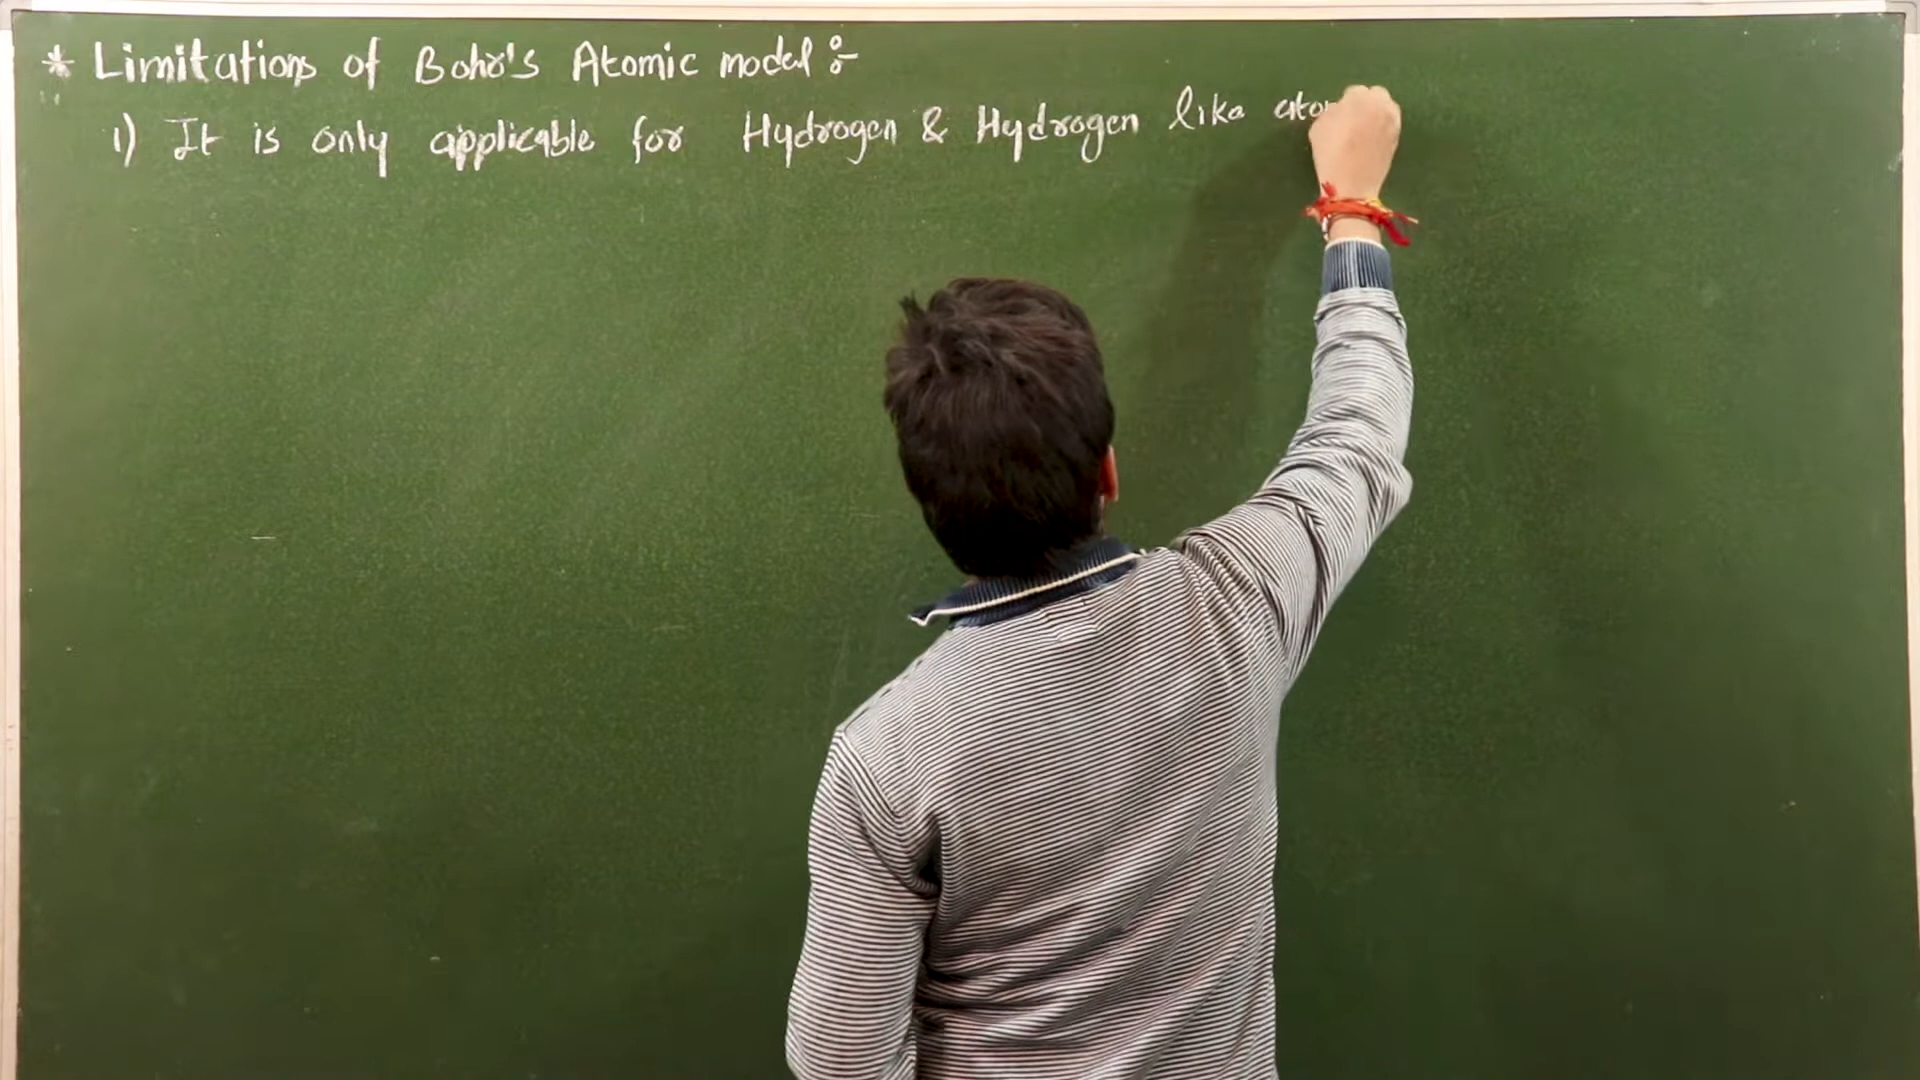 * Limitations of Bohr's Atomic model :-
1) It is only applicable for Hydrogen & Hydrogen like ato